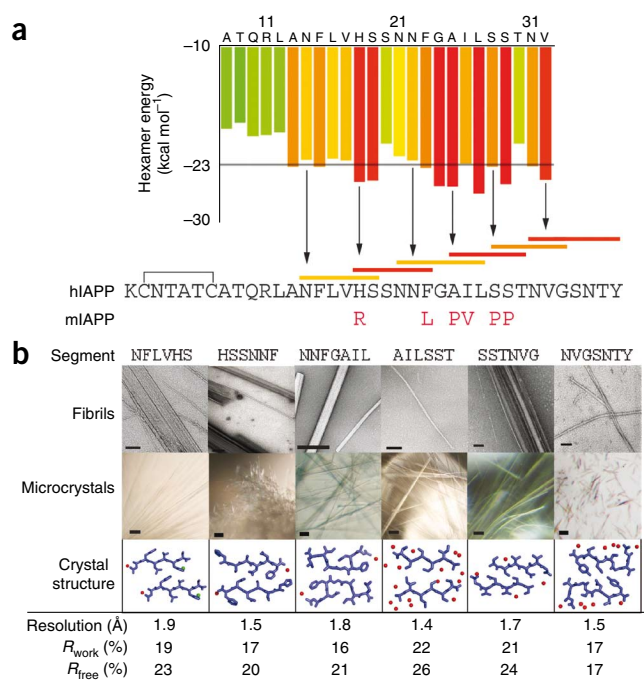 a
11 21 31
A T Q R L A N F L V H S S N N F G A I L S S T N V
Hexamer energy
(kcal mol–1)
–10
–23
–30
hIAPP KCNTATCATQRLANFLVHSSNNFGAILSSTNVGSNTY
mIAPP R L PV PP
b
Segment NFLVHS HSSNNF NNFGAIL AILSST SSTNVG NVGSNTY
Fibrils
Microcrystals
Crystal
structure
Resolution (Å) 1.9 1.5 1.8 1.4 1.7 1.5
Rwork (%) 19 17 16 22 21 17
Rfree (%) 23 20 21 26 24 17